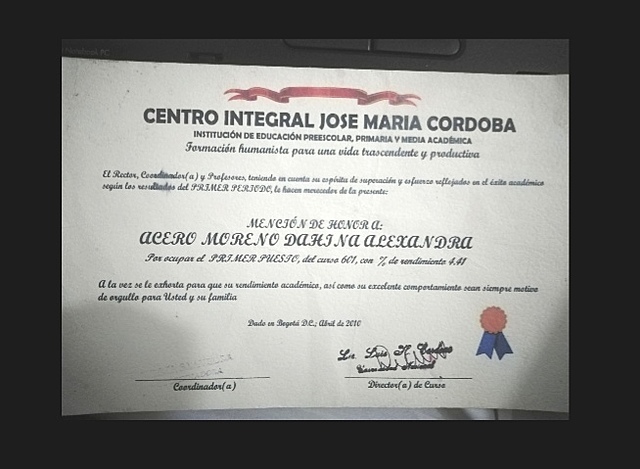 CENTRO INTEGRAL JOSE MARIA CORDOBA
INSTITUCIÓN DE EDUCACIÓN PREESCOLAR, PRIMARIA Y MEDIA ACADÉMICA
Formación humanista para una vida trascendente y productiva
El Rector, Coordinador(a) y Profesores, teniendo en cuenta su espíritu de superación y esfuerzo reflejados en el éxito académico
según los resultados del PRIMER PERIODO, le hacen merecedor de la presente:
MENCIÓN DE HONOR A:
ACERO MORENO DAHINA ALEXANDRA
Por ocupar el PRIMER PUESTO, del curso 601, con % de rendimiento 4.41
A la vez se le exhorta para que su rendimiento académico, así como su excelente comportamiento sean siempre motivo
de orgullo para Usted y su familia
Dado en Bogotá D.C.; Abril de 2010
Lic. Luis
Universidad Nacional
Coordinador(a)
Director(a) de Curso